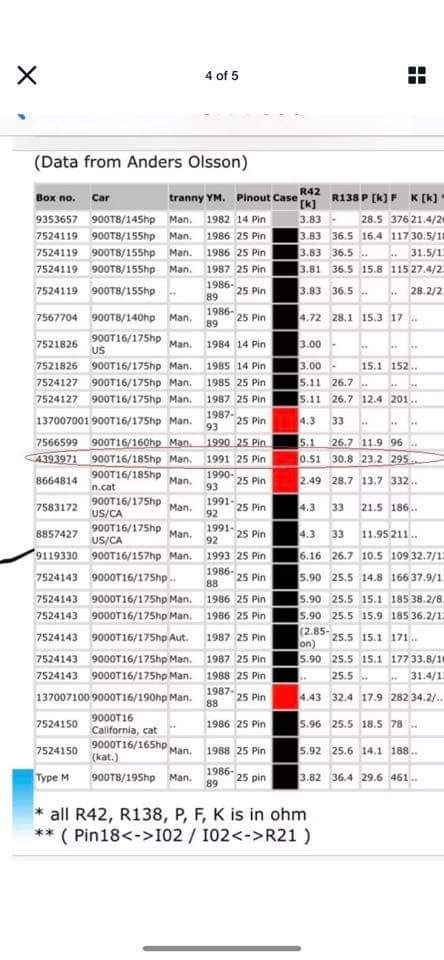 4 of 5
(Data from Anders Olsson)
Box no. Car tranny YM. Pinout Case R42 [k] R138 P [k] F K [k] *
9353657 900T8/145hp Man. 1982 14 Pin 3.83 - 28.5 376 21.4/2
7524119 900T8/155hp Man. 1986 25 Pin 3.83 36.5 16.4 117 30.5/1
7524119 900T8/155hp Man. 1986 25 Pin 3.83 36.5 .. .. 31.5/1
7524119 900T8/155hp Man. 1987 25 Pin 3.81 36.5 15.8 115 27.4/2
7524119 900T8/155hp .. 1986-89 25 Pin 3.83 36.5 .. .. 28.2/2
7567704 900T8/140hp Man. 1986-89 25 Pin 4.72 28.1 15.3 17 ..
7521826 900T16/175hp US Man. 1984 14 Pin 3.00 -
7521826 900T16/175hp Man. 1985 14 Pin 3.00 - 15.1 152 ..
7524127 900T16/175hp Man. 1985 25 Pin 5.11 26.7 .. .. ..
7524127 900T16/175hp Man. 1987 25 Pin 5.11 26.7 12.4 201 ..
137007001 900T16/175hp Man. 1987-93 25 Pin 4.3 33 .. .. ..
7566599 900T16/160hp Man. 1990 25 Pin 5.1 26.7 11.9 96 ..
4393971 900T16/185hp Man. 1991 25 Pin 0.51 30.8 23.2 295 ..
8664814 900T16/185hp n.cat Man. 1990-93 25 Pin 2.49 28.7 13.7 332 ..
7583172 900T16/175hp US/CA Man. 1991-92 25 Pin 4.3 33 21.5 186 ..
8857427 900T16/175hp US/CA Man. 1991-92 25 Pin 4.3 33 11.95 211 ..
9119330 900T16/157hp Man. 1993 25 Pin 6.16 26.7 10.5 109 32.7/1
7524143 9000T16/175hp .. 1986-88 25 Pin 5.90 25.5 14.8 166 37.9/1
7524143 9000T16/175hp Man. 1986 25 Pin 5.90 25.5 15.1 185 38.2/8
7524143 9000T16/175hp Man. 1986 25 Pin 5.90 25.5 15.9 185 36.2/1
7524143 9000T16/175hp Aut. 1987 25 Pin (2.85-on) 25.5 15.1 171 ..
7524143 9000T16/175hp Man. 1987 25 Pin 5.90 25.5 15.1 177 33.8/1
7524143 9000T16/175hp Man. 1988 25 Pin .. 25.5 .. .. 31.4/1
137007100 9000T16/190hp Man. 1987-88 25 Pin 4.43 32.4 17.9 282 34.2/..
7524150 9000T16 California, cat .. 1986 25 Pin 5.96 25.5 18.5 78 ..
7524150 9000T16/165hp (kat.) Man. 1988 25 Pin 5.92 25.6 14.1 188 ..
Type M 900T8/195hp Man. 1986-89 25 pin 3.82 36.4 29.6 461 ..
* all R42, R138, P, F, K is in ohm
** ( Pin18<->I02 / I02<->R21 )